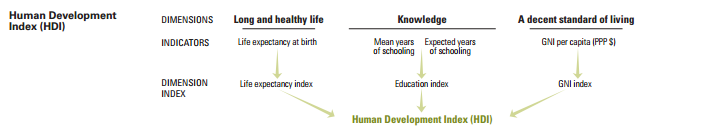 Human Development
Index (HDI)
DIMENSIONS Long and healthy life Knowledge A decent standard of living
INDICATORS Life expectancy at birth Mean years Expected years GNI per capita (PPP $)
of schooling of schooling
DIMENSION Life expectancy index Education index GNI index
INDEX
Human Development Index (HDI)